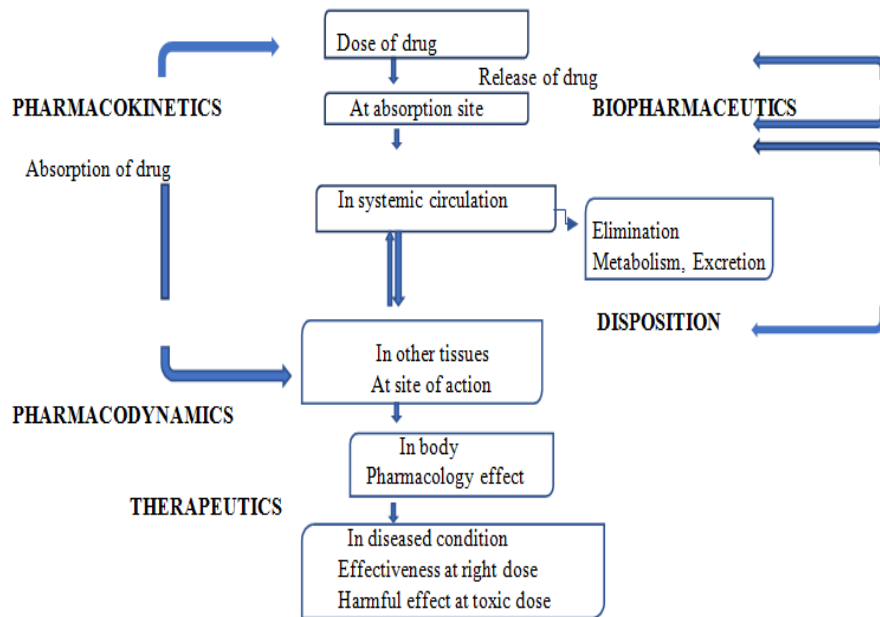 Dose of drug
Release of drug
PHARMACOKINETICS
At absorption site
BIOPHARMACEUTICS
Absorption of drug
In systemic circulation
Elimination
Metabolism, Excretion
DISPOSITION
In other tissues
At site of action
PHARMACODYNAMICS
In body
Pharmacology effect
THERAPEUTICS
In diseased condition
Effectiveness at right dose
Harmful effect at toxic dose